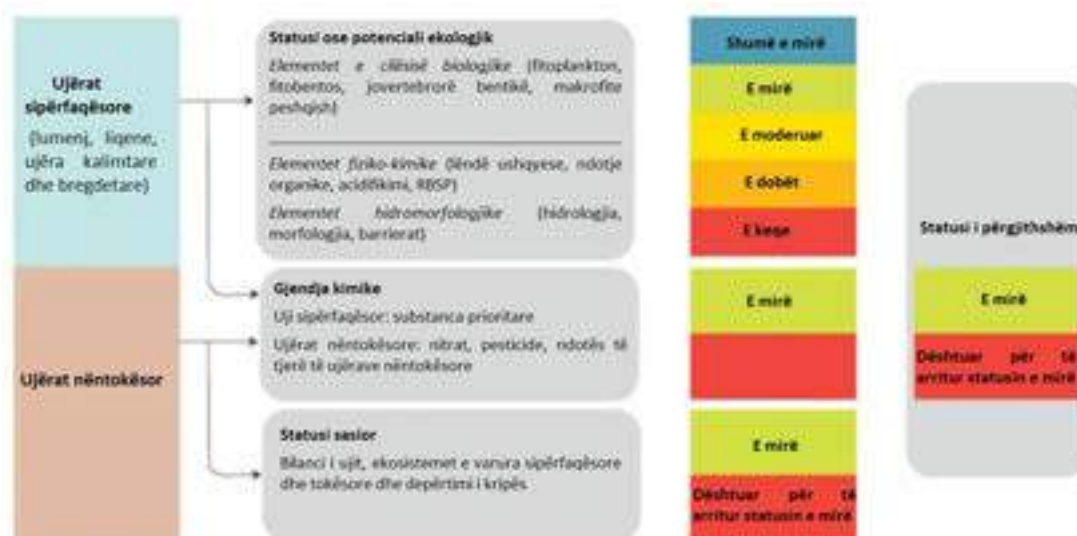 Ujërat
sipërfaqësore
(lumenj, liqene,
ujëra kalimtare
dhe bregdetare)
Ujërat nëntokësor
Statusi ose potenciali ekologjik
Elementet e cilësisë biologjike (fitoplankton,
fitobentos, jovertebrorë bentikë, makrofite
peshqish)
Elementet fiziko-kimike (lëndë ushqyese, ndotje
organike, acidifikimi, RBSP)
Elementet hidromorfologjike (hidrologjia,
morfologjia, barrierat)
Gjendja kimike
Uji sipërfaqësor: substanca prioritare
Ujërat nëntokësore: nitrat, pesticide, ndotës të
tjerë të ujërave nëntokësore
Statusi sasior
Bilanci i ujit, ekosistemet e varura sipërfaqësore
dhe tokësore dhe depërtimi i kripës
Shumë e mirë
E mirë
E moderuar
E dobët
E keqe
E mirë
E mirë
Dështuar për të
arritur statusin e mirë
Statusi i përgjithshëm
E mirë
Dështuar për të
arritur statusin e mirë